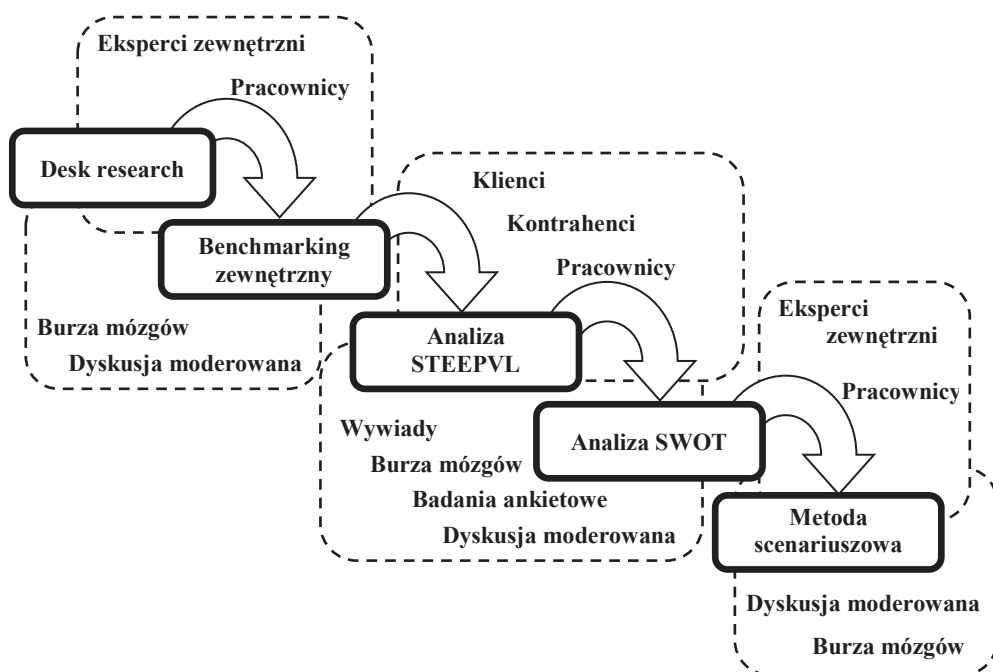 Eksperci zewnętrzni
Pracownicy
Desk research
Klienci
Kontrahenci
Benchmarking
zewnętrzny
Pracownicy
Eksperci
zewnętrzni
Burza mózgów
Dyskusja moderowana
Analiza
STEEPVL
Pracownicy
Wywiady
Burza mózgów
Badania ankietowe
Dyskusja moderowana
Analiza SWOT
Metoda
scenariuszowa
Dyskusja moderowana
Burza mózgów